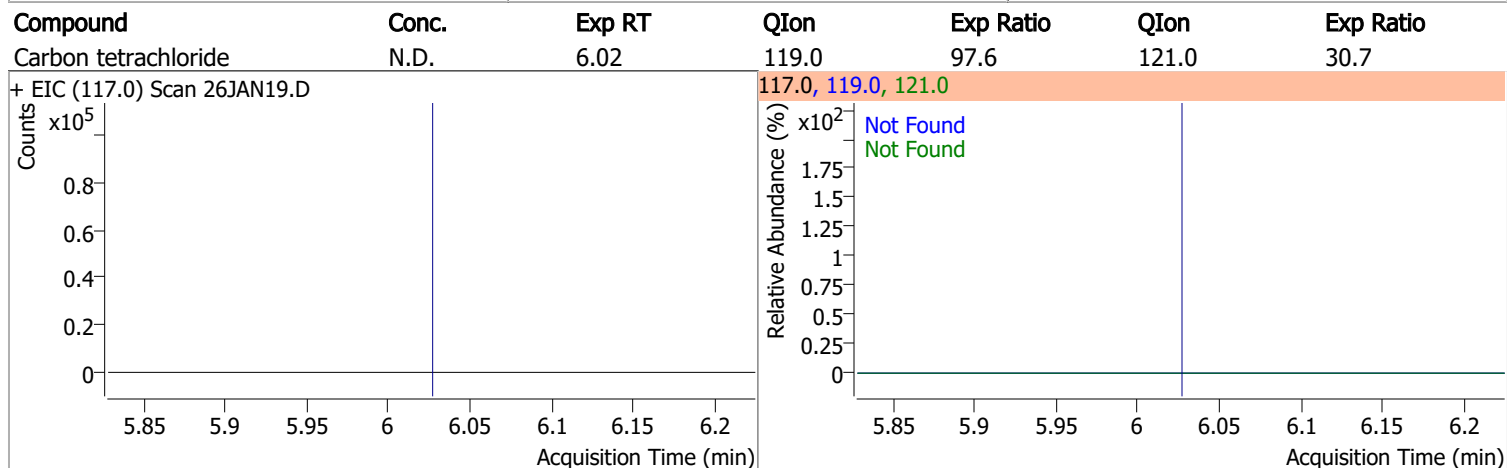 Compound Conc. Exp RT QIon Exp Ratio QIon Exp Ratio
Carbon tetrachloride N.D. 6.02 119.0 97.6 121.0 30.7
+ EIC (117.0) Scan 26JAN19.D
Counts
x10^5
0.8
0.6
0.4
0.2
0
5.85 5.9 5.95 6 6.05 6.1 6.15 6.2
Acquisition Time (min)
117.0, 119.0, 121.0
Relative Abundance (%)
x10^2
Not Found
Not Found
1.75
1.5
1.25
1
0.75
0.5
0.25
0
5.85 5.9 5.95 6 6.05 6.1 6.15 6.2
Acquisition Time (min)